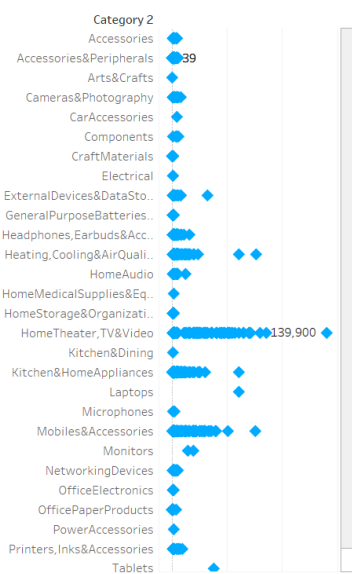 Category 2
Accessories
Accessories&Peripherals 39
Arts&Crafts
Cameras&Photography
CarAccessories
Components
CraftMaterials
Electrical
ExternalDevices&DataSto..
GeneralPurposeBatteries..
Headphones,Earbuds&Acc..
Heating,Cooling&AirQuali..
HomeAudio
HomeMedicalSupplies&Eq..
HomeStorage&Organizati..
HomeTheater,TV&Video 139,900
Kitchen&Dining
Kitchen&HomeAppliances
Laptops
Microphones
Mobiles&Accessories
Monitors
NetworkingDevices
OfficeElectronics
OfficePaperProducts
PowerAccessories
Printers,Inks&Accessories
Tablets